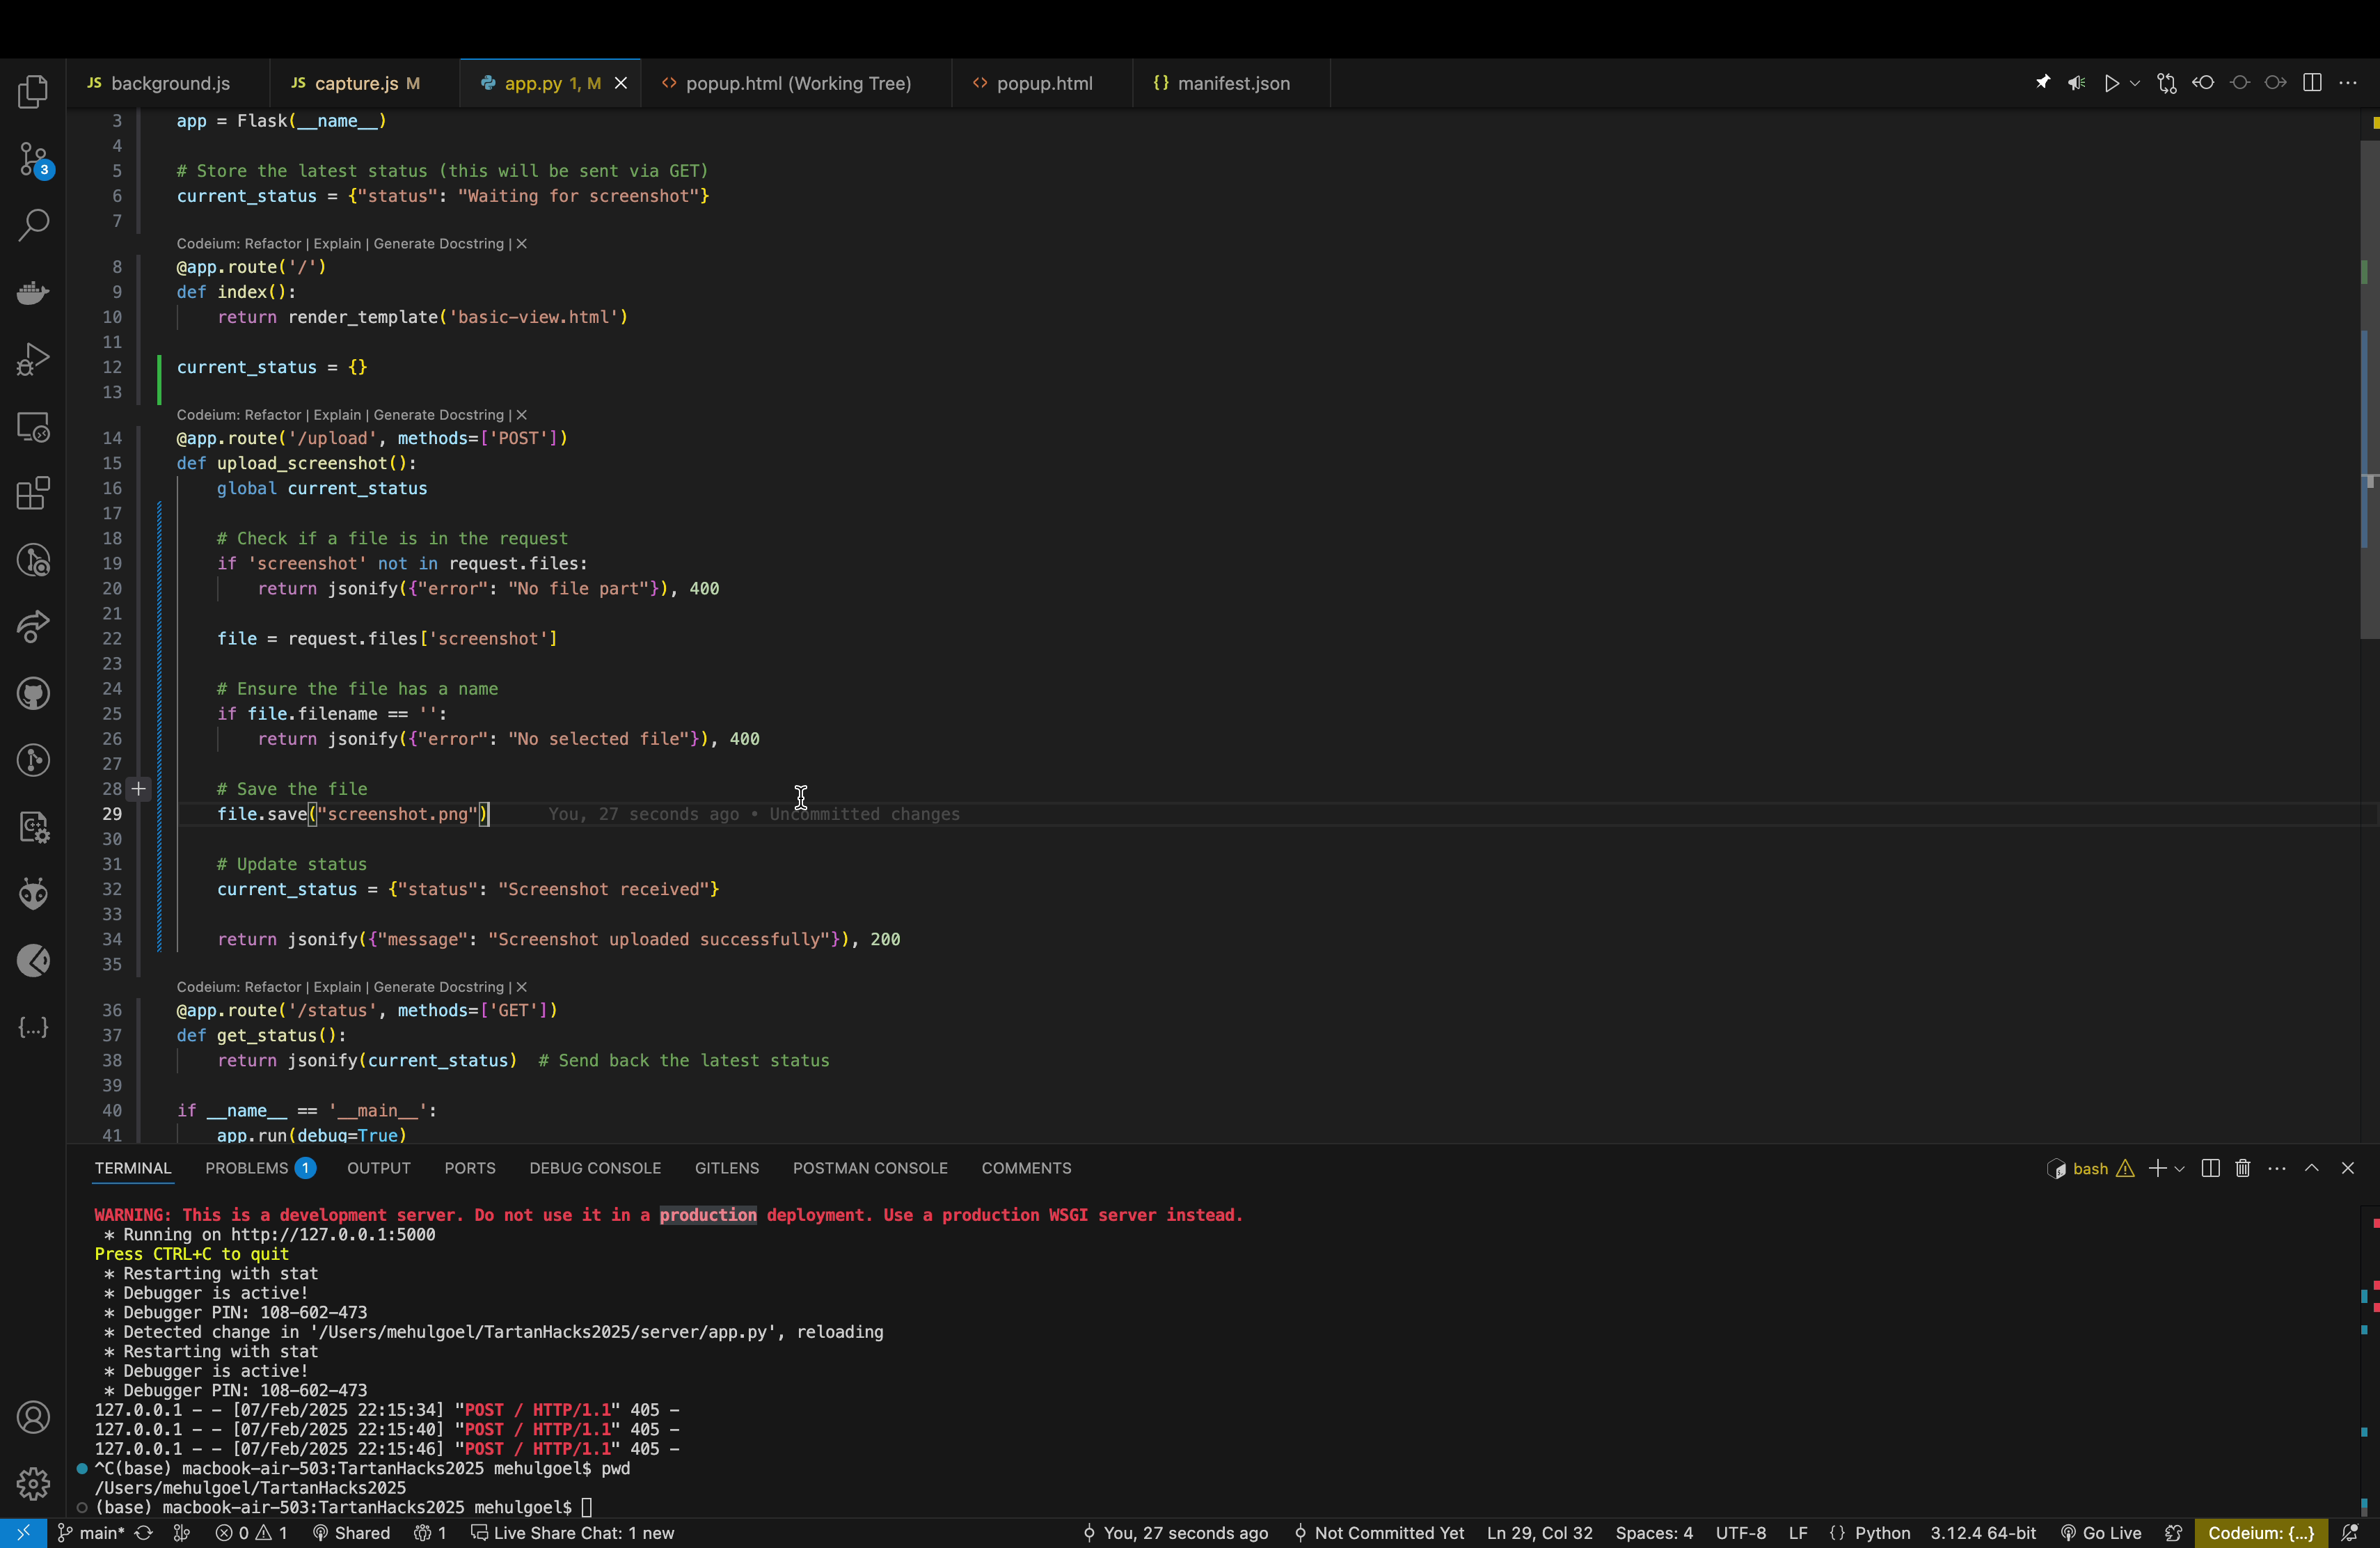 JS background.js JS capture.js M app.py 1, M <> popup.html (Working Tree) <> popup.html {} manifest.json
3 app = Flask(__name__)
4
5 # Store the latest status (this will be sent via GET)
6 current_status = {"status": "Waiting for screenshot"}
7
Codeium: Refactor | Explain | Generate Docstring | ×
8 @app.route('/')
9 def index():
10 return render_template('basic-view.html')
11
12 current_status = {}
13
Codeium: Refactor | Explain | Generate Docstring | ×
14 @app.route('/upload', methods=['POST'])
15 def upload_screenshot():
16 global current_status
17
18 # Check if a file is in the request
19 if 'screenshot' not in request.files:
20 return jsonify({"error": "No file part"}), 400
21
22 file = request.files['screenshot']
23
24 # Ensure the file has a name
25 if file.filename == '':
26 return jsonify({"error": "No selected file"}), 400
27
28 # Save the file
29 file.save("screenshot.png") You, 27 seconds ago • Uncommitted changes
30
31 # Update status
32 current_status = {"status": "Screenshot received"}
33
34 return jsonify({"message": "Screenshot uploaded successfully"}), 200
35
Codeium: Refactor | Explain | Generate Docstring | ×
36 @app.route('/status', methods=['GET'])
37 def get_status():
38 return jsonify(current_status) # Send back the latest status
39
40 if __name__ == '__main__':
41 app.run(debug=True)
3
TERMINAL PROBLEMS 1 OUTPUT PORTS DEBUG CONSOLE GITLENS POSTMAN CONSOLE COMMENTS bash
WARNING: This is a development server. Do not use it in a production deployment. Use a production WSGI server instead.
* Running on http://127.0.0.1:5000
Press CTRL+C to quit
* Restarting with stat
* Debugger is active!
* Debugger PIN: 108-602-473
* Detected change in '/Users/mehulgoel/TartanHacks2025/server/app.py', reloading
* Restarting with stat
* Debugger is active!
* Debugger PIN: 108-602-473
127.0.0.1 - - [07/Feb/2025 22:15:34] "POST / HTTP/1.1" 405 -
127.0.0.1 - - [07/Feb/2025 22:15:40] "POST / HTTP/1.1" 405 -
127.0.0.1 - - [07/Feb/2025 22:15:46] "POST / HTTP/1.1" 405 -
^C(base) macbook-air-503:TartanHacks2025 mehulgoel$ pwd
/Users/mehulgoel/TartanHacks2025
(base) macbook-air-503:TartanHacks2025 mehulgoel$
main* 0 1 Shared 1 Live Share Chat: 1 new You, 27 seconds ago Not Committed Yet Ln 29, Col 32 Spaces: 4 UTF-8 LF {} Python 3.12.4 64-bit Go Live Codeium: {...}